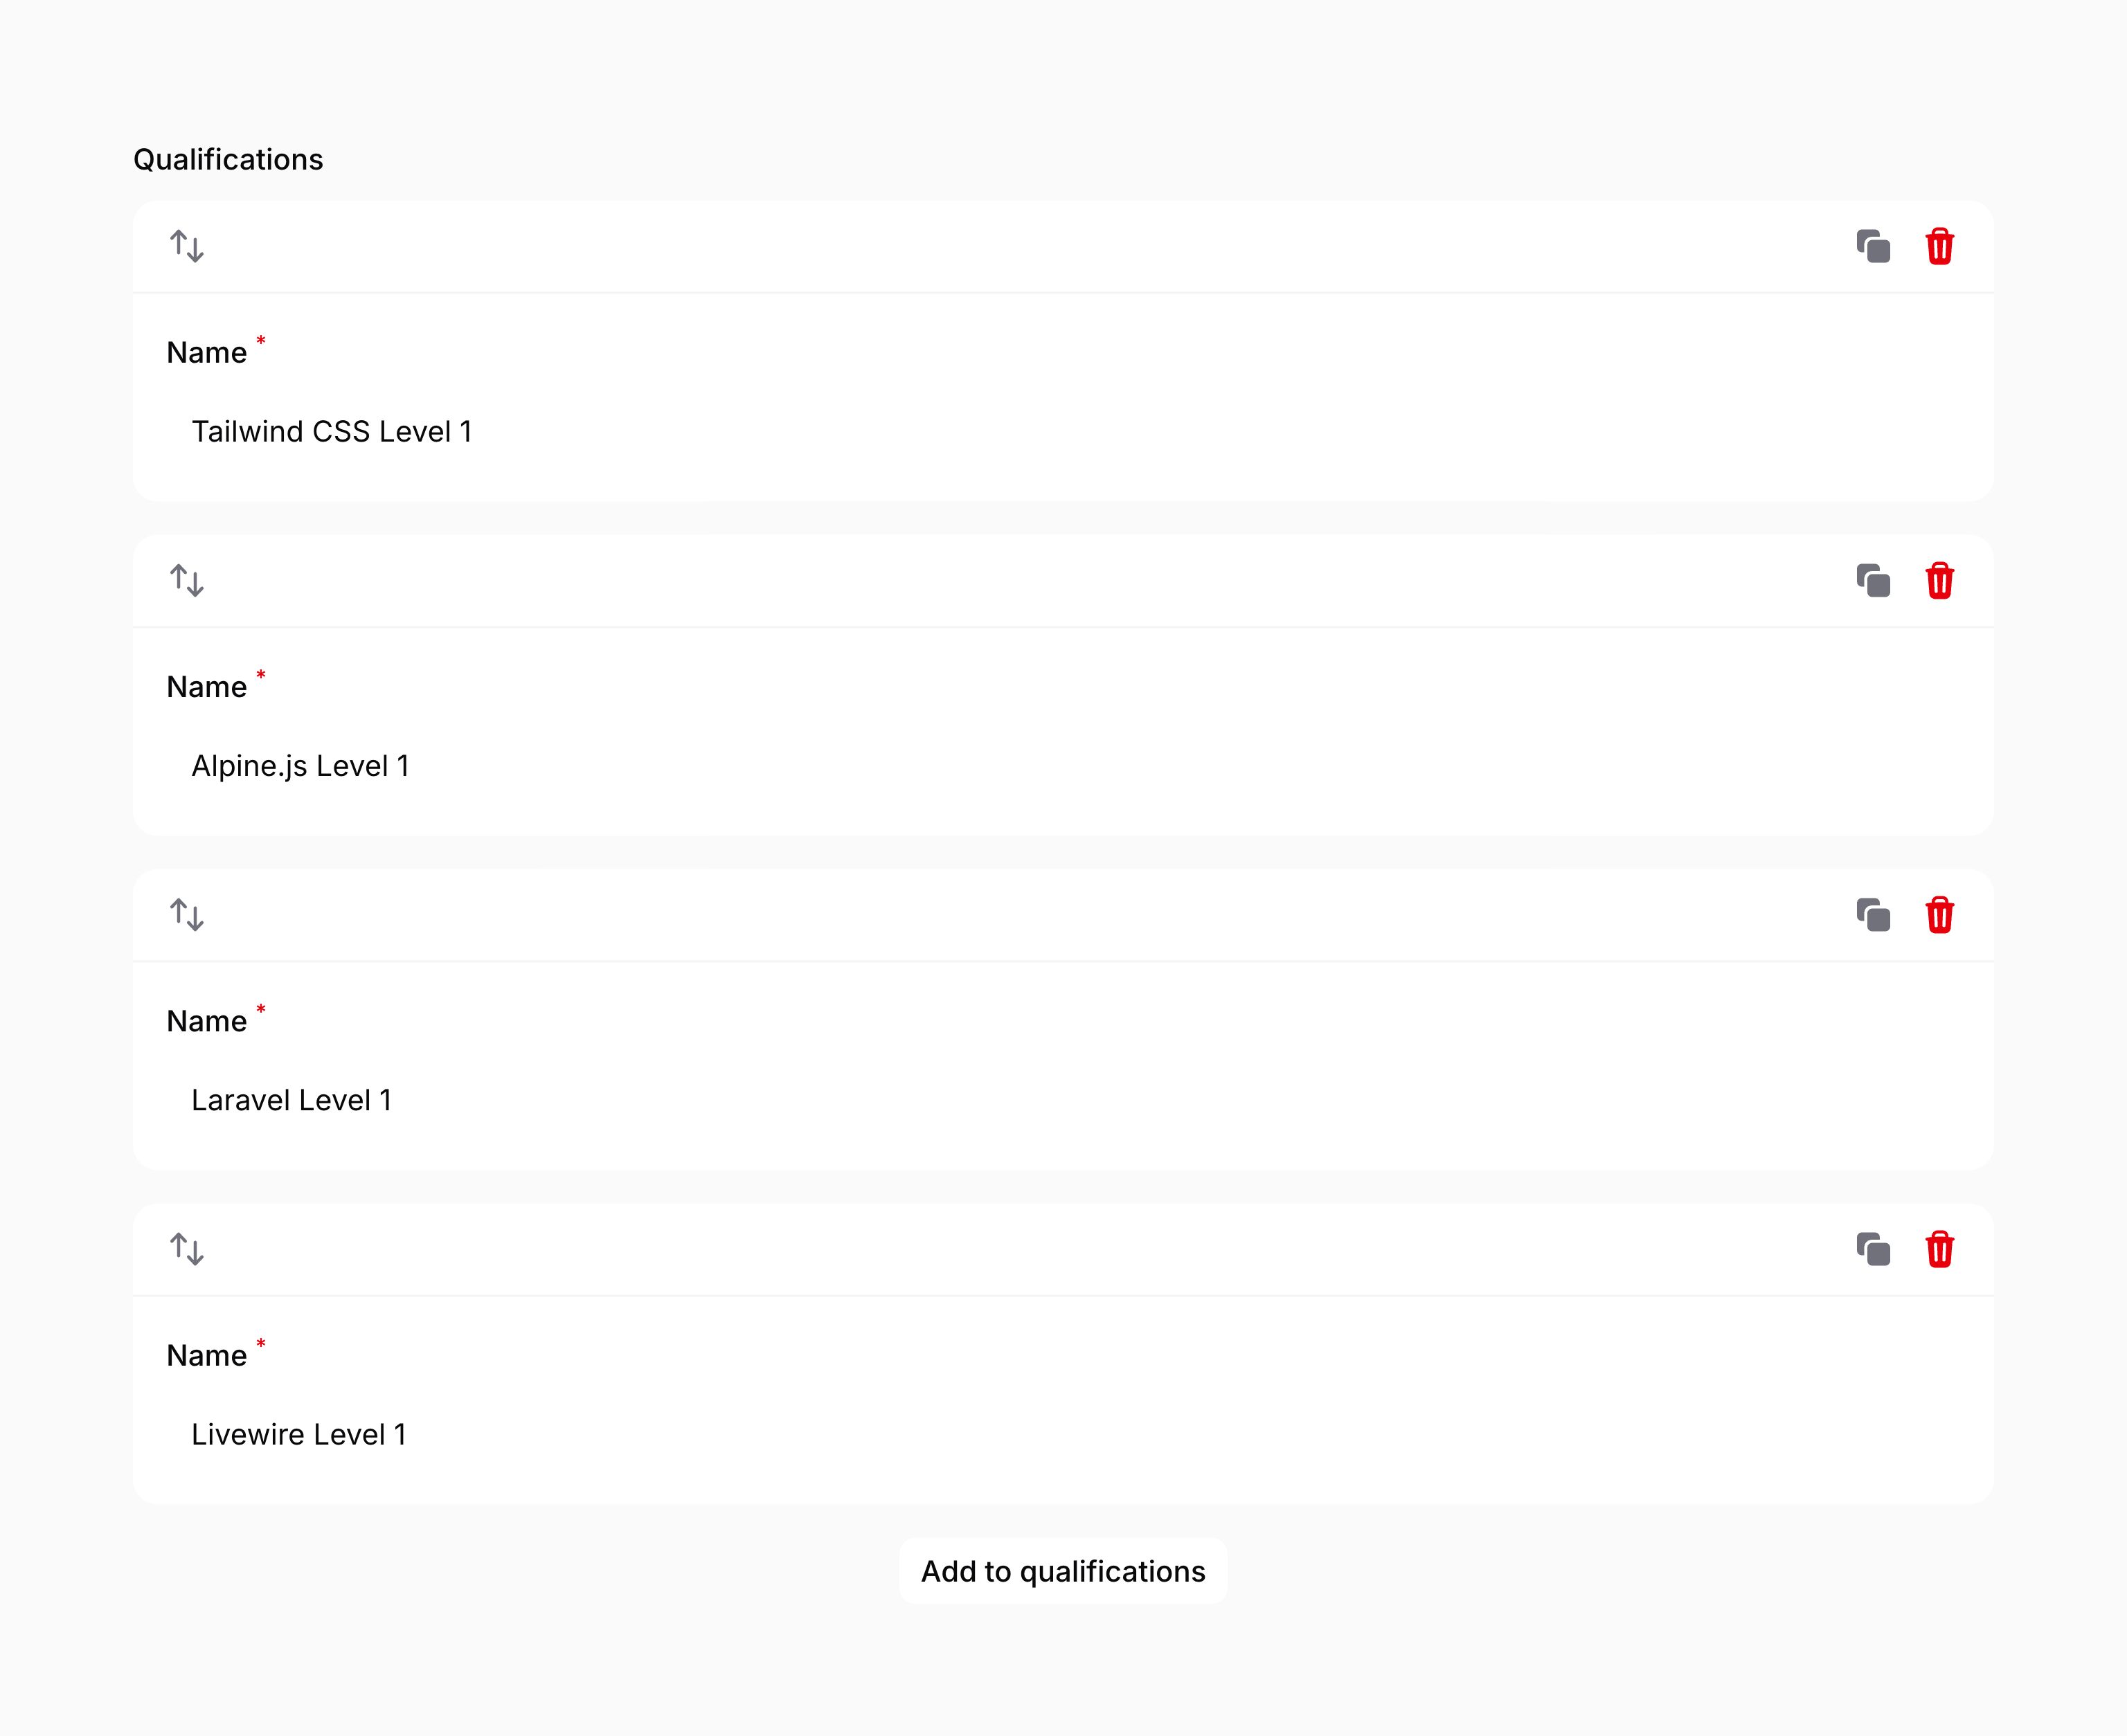 Qualifications
Name *
Tailwind CSS Level 1
Name *
Alpine.js Level 1
Name *
Laravel Level 1
Name *
Livewire Level 1
Add to qualifications